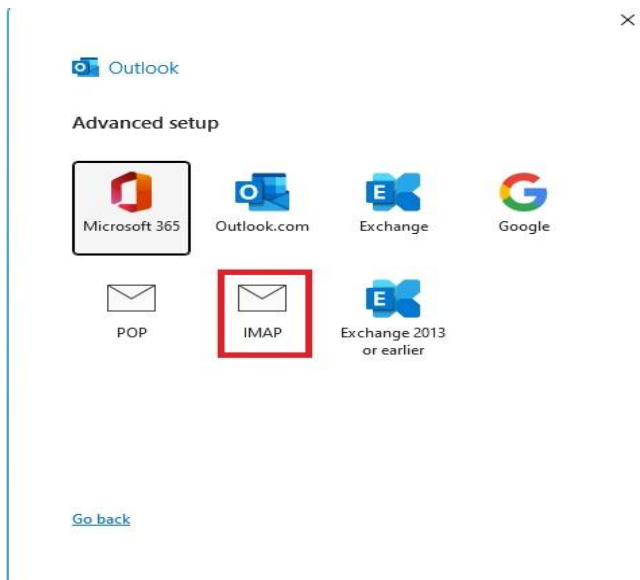 Outlook
Advanced setup
Microsoft 365
Outlook.com
Exchange
Google
POP
IMAP
Exchange 2013
or earlier
Go back